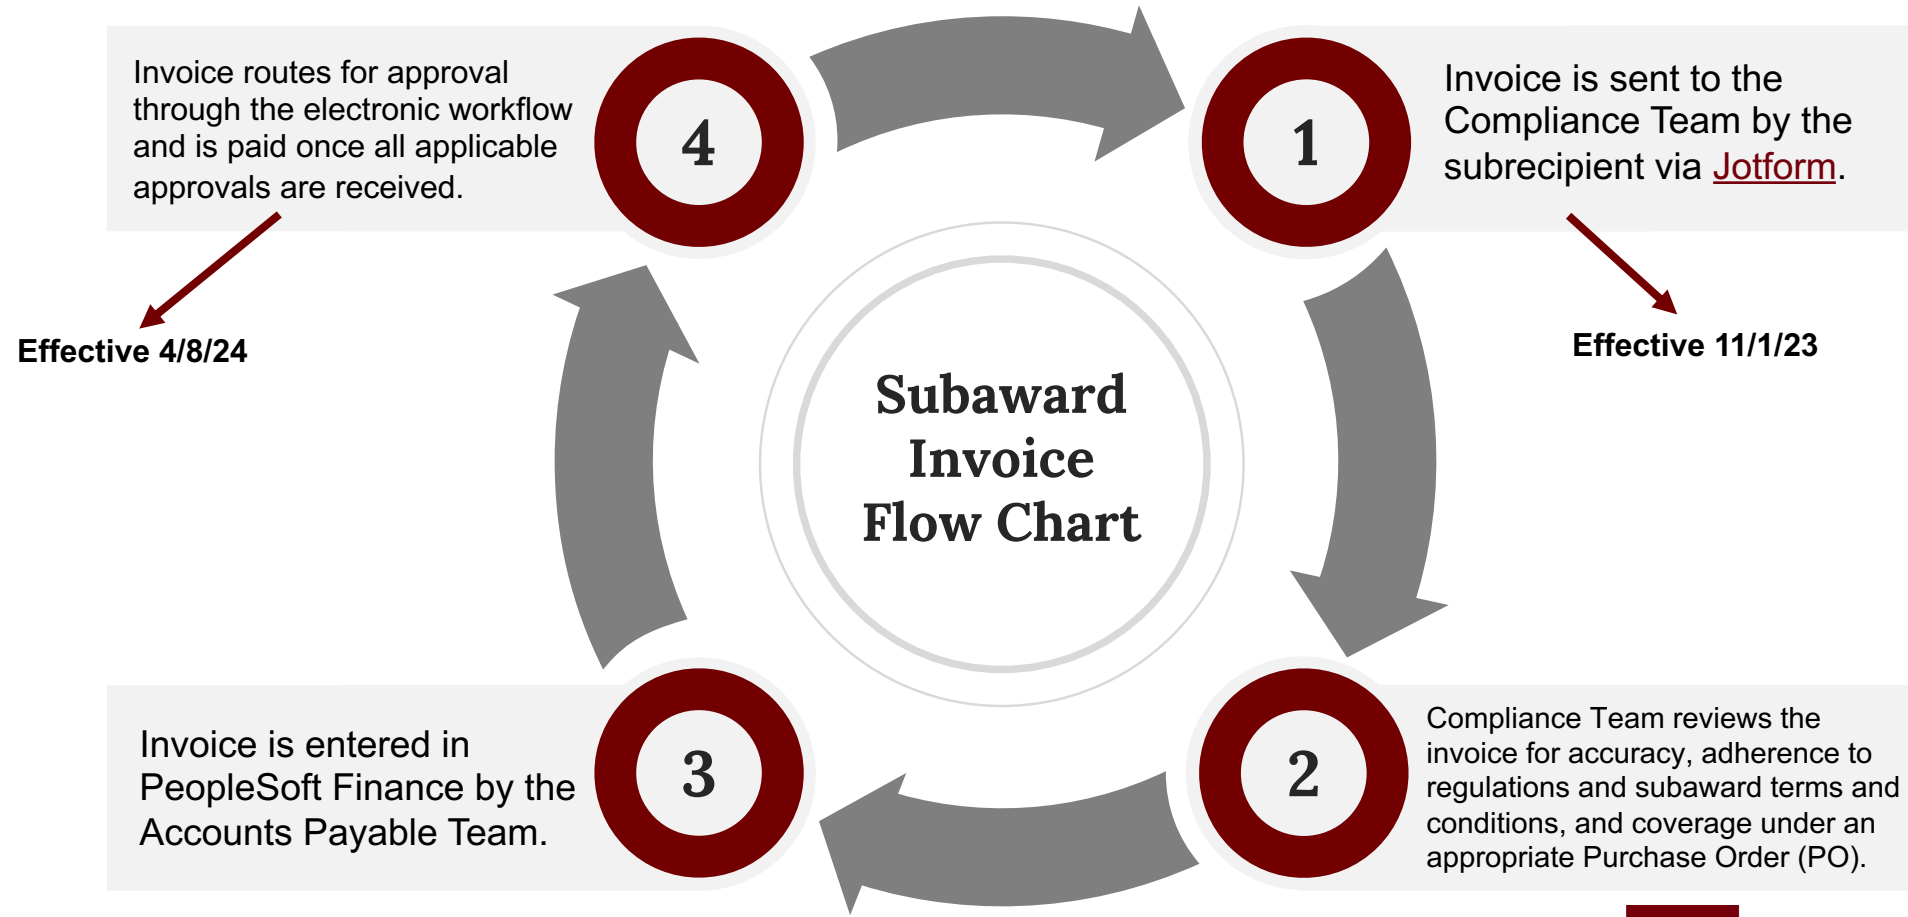 Invoice routes for approval
through the electronic workflow
and is paid once all applicable
approvals are received.
4
Effective 4/8/24
1
Invoice is sent to the
Compliance Team by the
subrecipient via Jotform.
Effective 11/1/23
Subaward
Invoice
Flow Chart
Invoice is entered in
PeopleSoft Finance by the
Accounts Payable Team.
3
2
Compliance Team reviews the
invoice for accuracy, adherence to
regulations and subaward terms and
conditions, and coverage under an
appropriate Purchase Order (PO).